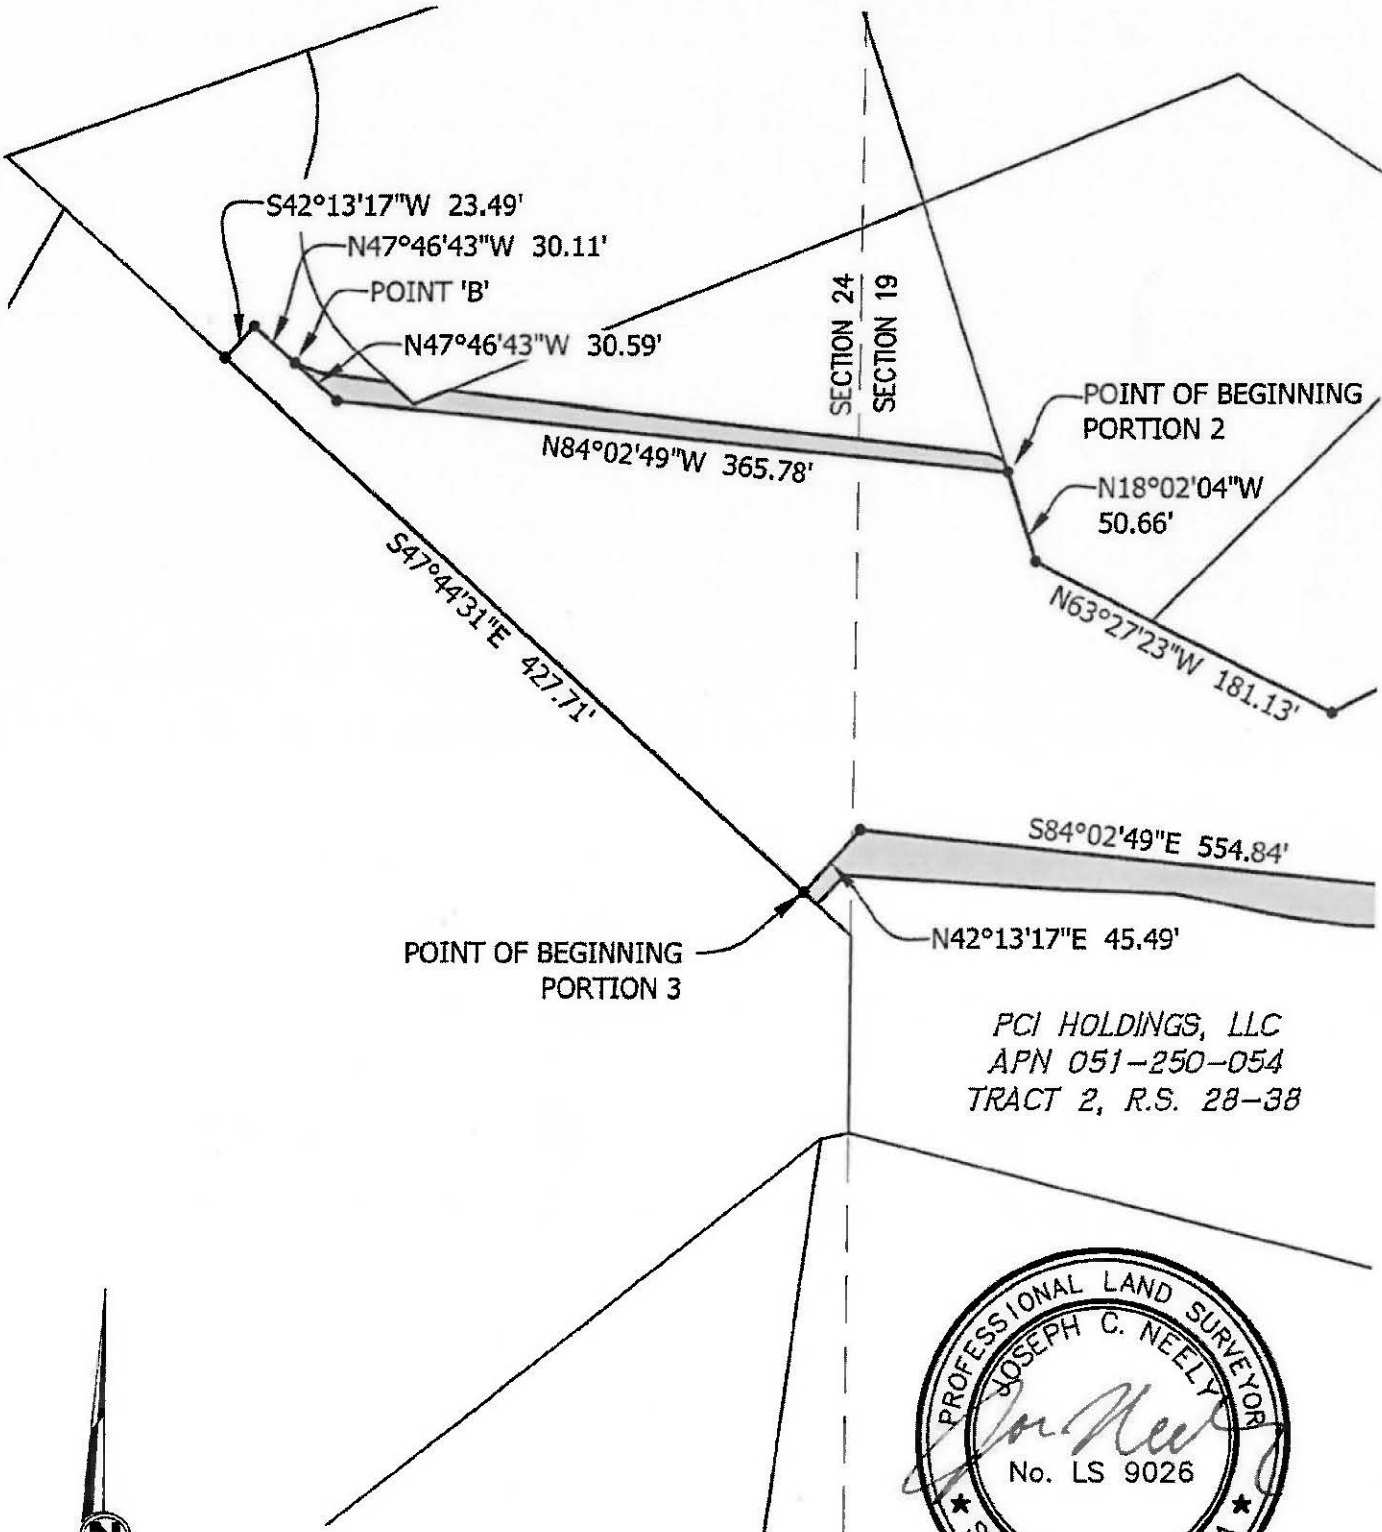 S42°13'17"W 23.49'
N47°46'43"W 30.11'
POINT 'B'
N47°46'43"W 30.59'
SECTION 24
SECTION 19
POINT OF BEGINNING
PORTION 2
N84°02'49"W 365.78'
N18°02'04"W
50.66'
S47°44'31"E 427.71'
N63°27'23"W 181.13'
S84°02'49"E 554.84'
N42°13'17"E 45.49'
POINT OF BEGINNING
PORTION 3
PCI HOLDINGS, LLC
APN 051-250-054
TRACT 2, R.S. 28-38
PROFESSIONAL LAND SURVEYOR
JOSEPH C. NEELY
Joe Neely
No. LS 9026
N